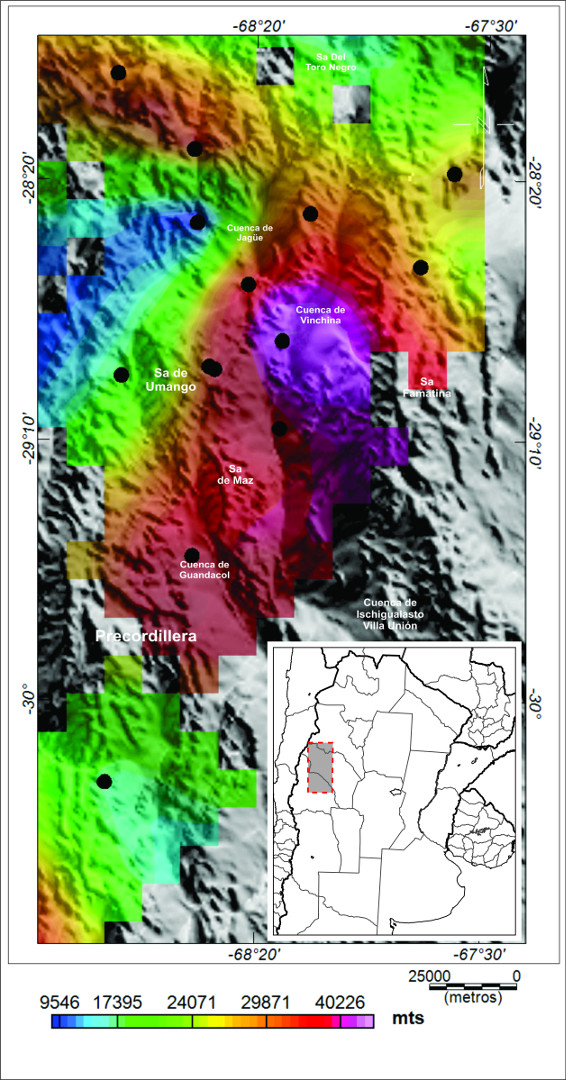 -68°20'
-67°30'
Sa Del
Toro Negro
-28°20'
-28°20'
Cuenca de
Jagüe
Cuenca de
Vinchina
Sa de
Umango
Sa
Famatina
-29°10'
-29°10'
Sa
de Maz
Cuenca de
Guandacol
Cuenca de
Ischigualasto
Villa Unión
Precordillera
-30°
-30°
-68°20'
-67°30'
25000 0
(metros)
9546 17395 24071 29871 40226
mts